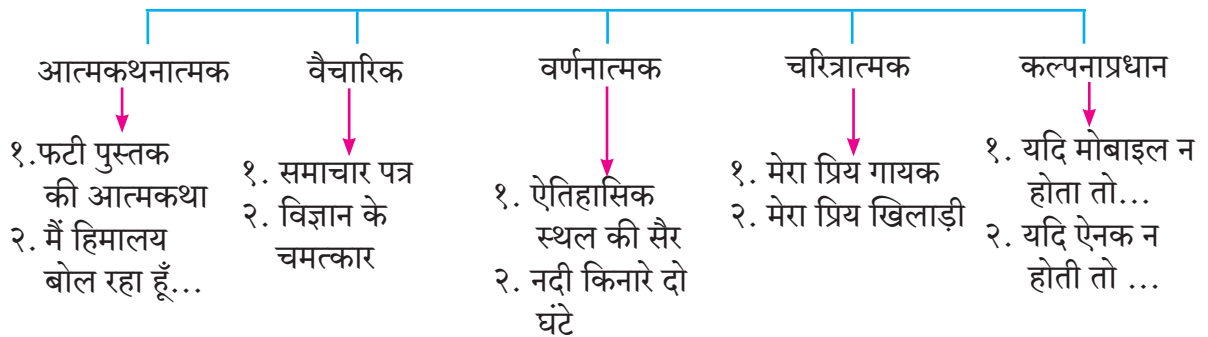 आत्मकथनात्मक
वैचारिक
वर्णनात्मक
चरित्रात्मक
कल्पनाप्रधान
१.फटी पुस्तक
की आत्मकथा
२. मैं हिमालय
बोल रहा हूँ...
१. समाचार पत्र
२. विज्ञान के
चमत्कार
१. ऐतिहासिक
स्थल की सैर
२. नदी किनारे दो
घंटे
१. मेरा प्रिय गायक
२. मेरा प्रिय खिलाड़ी
१. यदि मोबाइल न
होता तो...
२. यदि ऐनक न
होती तो ...